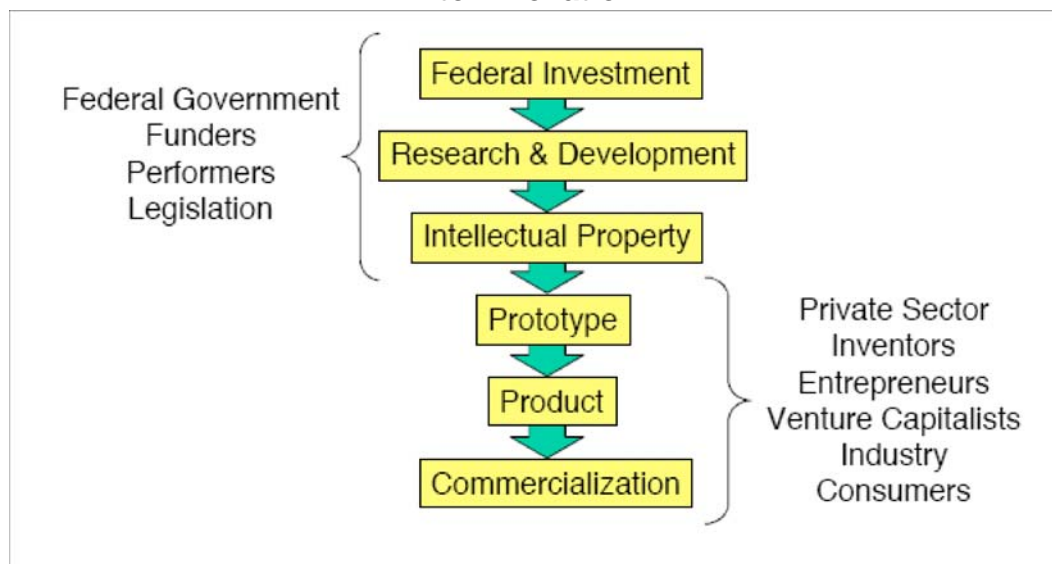 Federal Investment
Federal Government
Funders
Performers
Legislation
Research & Development
Intellectual Property
Prototype
Product
Commercialization
Private Sector
Inventors
Entrepreneurs
Venture Capitalists
Industry
Consumers